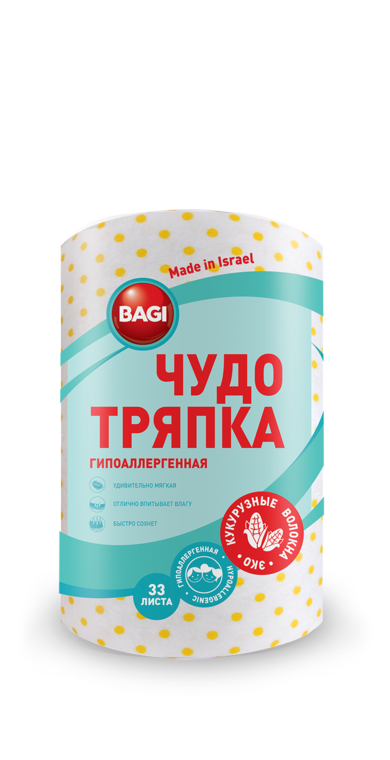 Made in Israel
BAGI
ЧУДО
ТРЯПКА
ГИПОАЛЛЕРГЕННАЯ
УДИВИТЕЛЬНО МЯГКАЯ
ОТЛИЧНО ВПИТЫВАЕТ ВЛАГУ
БЫСТРО СОХНЕТ
КУКУРУЗНЫЕ ВОЛОКНА
• ЭКО •
ГИПОАЛЛЕРГЕННАЯ •
HYPOALLERGENIC •
33
ЛИСТА